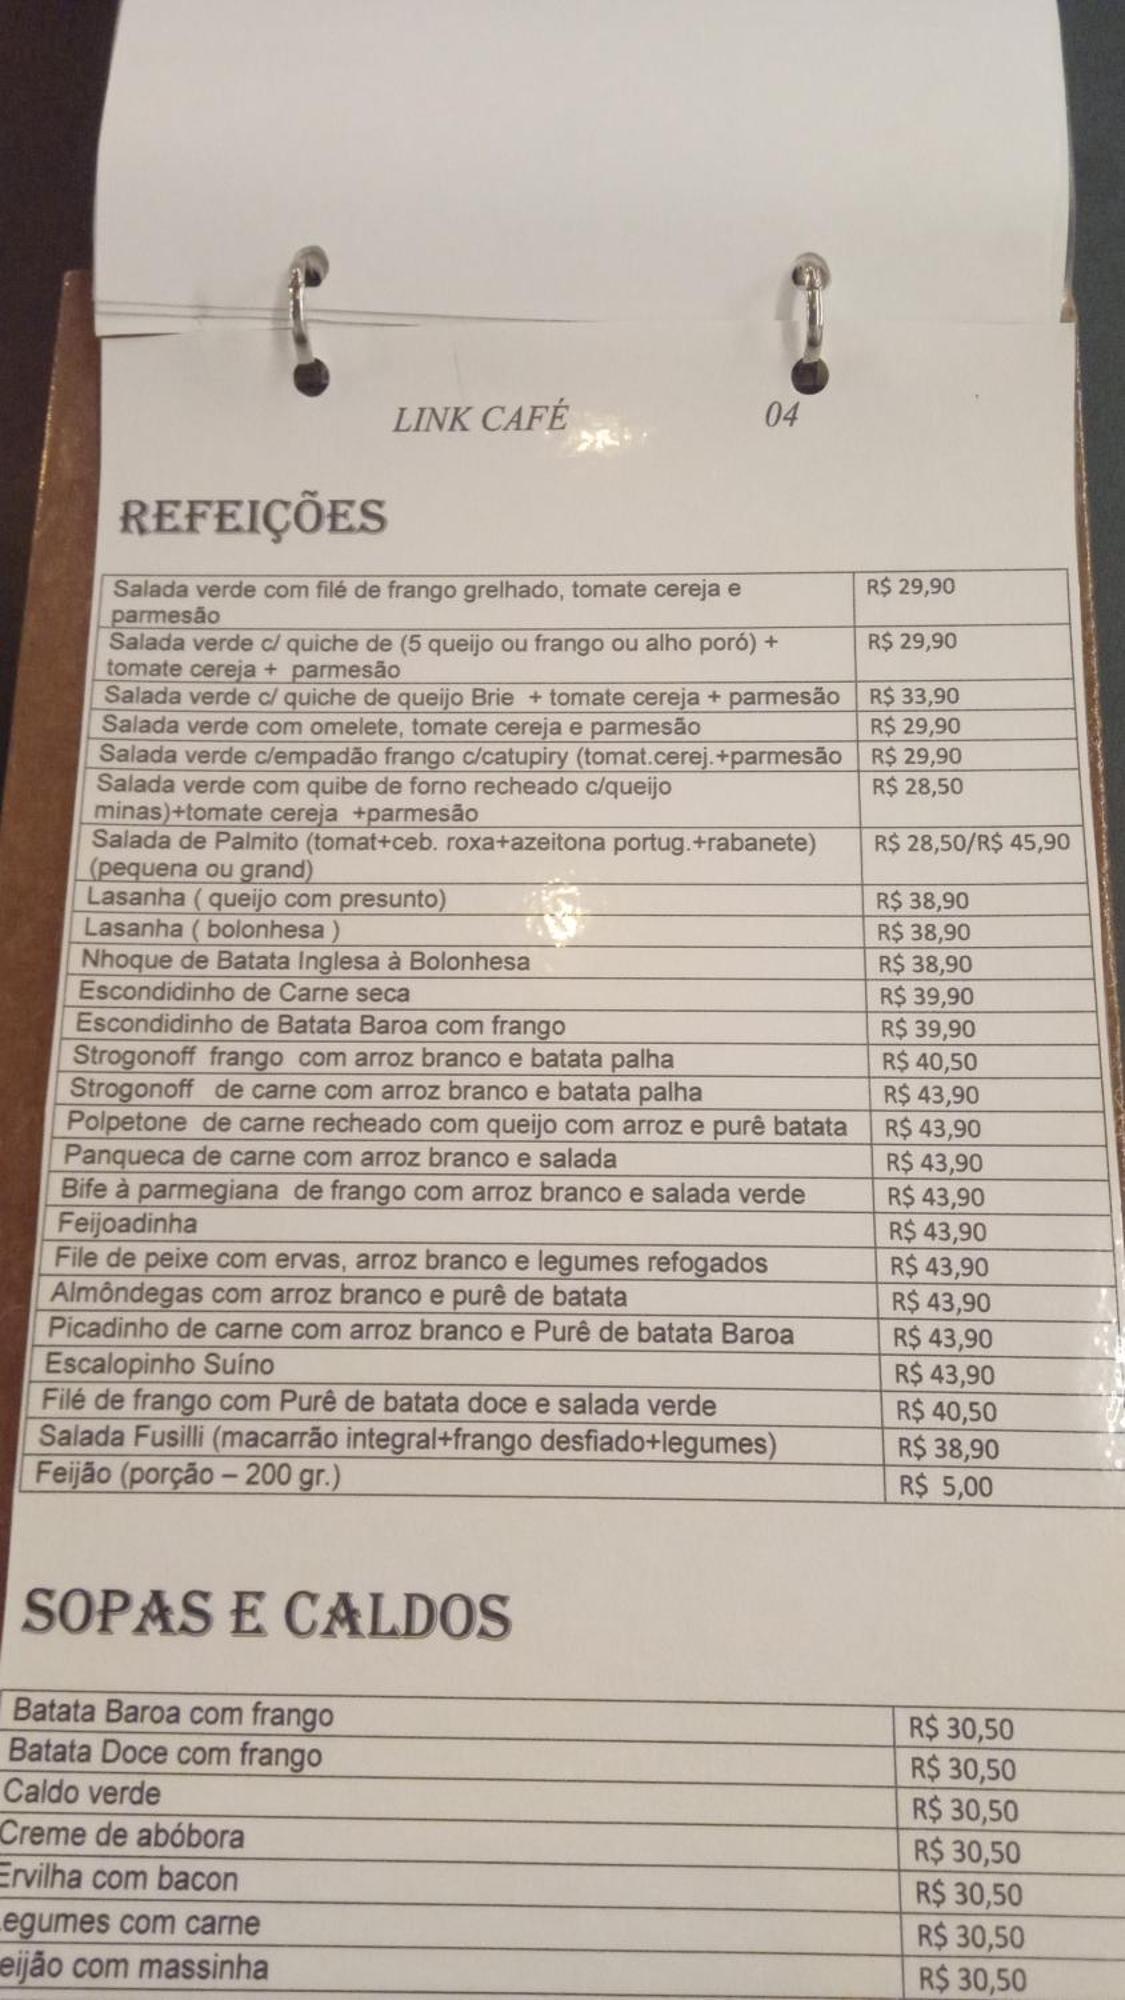 LINK CAFÉ 04
REFEIÇÕES
Salada verde com filé de frango grelhado, tomate cereja e R$ 29,90
parmesão
Salada verde c/ quiche de (5 queijo ou frango ou alho poró) + R$ 29,90
tomate cereja + parmesão
Salada verde c/ quiche de queijo Brie + tomate cereja + parmesão R$ 33,90
Salada verde com omelete, tomate cereja e parmesão R$ 29,90
Salada verde c/empadão frango c/catupiry (tomat.cerej.+parmesão R$ 29,90
Salada verde com quibe de forno recheado c/queijo R$ 28,50
minas)+tomate cereja +parmesão
Salada de Palmito (tomat+ceb. roxa+azeitona portug.+rabanete) R$ 28,50/R$ 45,90
(pequena ou grand)
Lasanha ( queijo com presunto) R$ 38,90
Lasanha ( bolonhesa ) R$ 38,90
Nhoque de Batata Inglesa à Bolonhesa R$ 38,90
Escondidinho de Carne seca R$ 39,90
Escondidinho de Batata Baroa com frango R$ 39,90
Strogonoff frango com arroz branco e batata palha R$ 40,50
Strogonoff de carne com arroz branco e batata palha R$ 43,90
Polpetone de carne recheado com queijo com arroz e purê batata R$ 43,90
Panqueca de carne com arroz branco e salada R$ 43,90
Bife à parmegiana de frango com arroz branco e salada verde R$ 43,90
Feijoadinha R$ 43,90
File de peixe com ervas, arroz branco e legumes refogados R$ 43,90
Almôndegas com arroz branco e purê de batata R$ 43,90
Picadinho de carne com arroz branco e Purê de batata Baroa R$ 43,90
Escalopinho Suíno R$ 43,90
Filé de frango com Purê de batata doce e salada verde R$ 40,50
Salada Fusilli (macarrão integral+frango desfiado+legumes) R$ 38,90
Feijão (porção – 200 gr.) R$ 5,00
SOPAS E CALDOS
Batata Baroa com frango R$ 30,50
Batata Doce com frango R$ 30,50
Caldo verde R$ 30,50
Creme de abóbora R$ 30,50
Ervilha com bacon R$ 30,50
egumes com carne R$ 30,50
eijão com massinha R$ 30,50